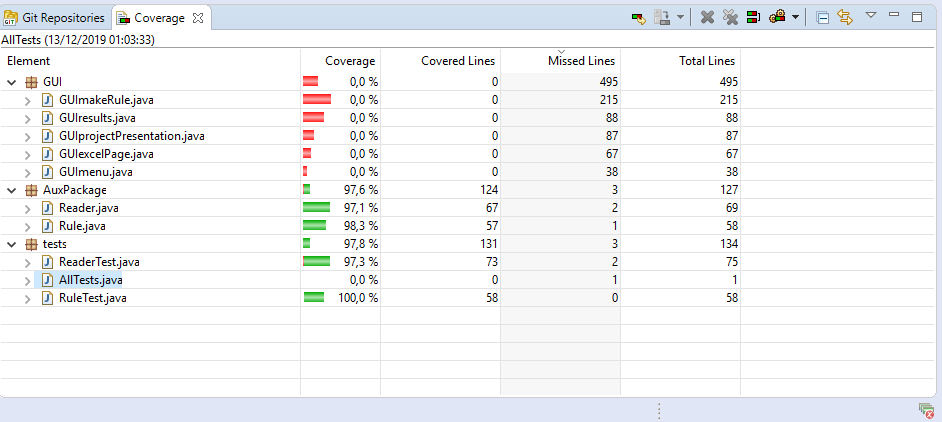 Git Repositories Coverage
AllTests (13/12/2019 01:03:33)
Element Coverage Covered Lines Missed Lines Total Lines
GUI 0,0 % 0 495 495
GUImakeRule.java 0,0 % 0 215 215
GUIresults.java 0,0 % 0 88 88
GUIprojectPresentation.java 0,0 % 0 87 87
GUIexcelPage.java 0,0 % 0 67 67
GUImenu.java 0,0 % 0 38 38
AuxPackage 97,6 % 124 3 127
Reader.java 97,1 % 67 2 69
Rule.java 98,3 % 57 1 58
tests 97,8 % 131 3 134
ReaderTest.java 97,3 % 73 2 75
AllTests.java 0,0 % 0 1 1
RuleTest.java 100,0 % 58 0 58